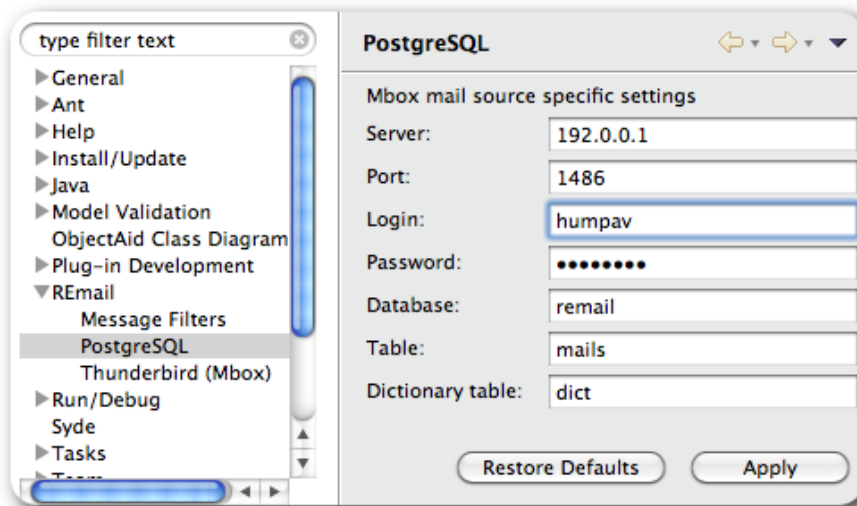 type filter text
General
Ant
Help
Install/Update
Java
Model Validation
ObjectAid Class Diagram
Plug-in Development
REmail
Message Filters
PostgreSQL
Thunderbird (Mbox)
Run/Debug
Syde
Tasks
PostgreSQL
Mbox mail source specific settings
Server: 192.0.0.1
Port: 1486
Login: humpav
Password: ••••••••
Database: remail
Table: mails
Dictionary table: dict
Restore Defaults Apply